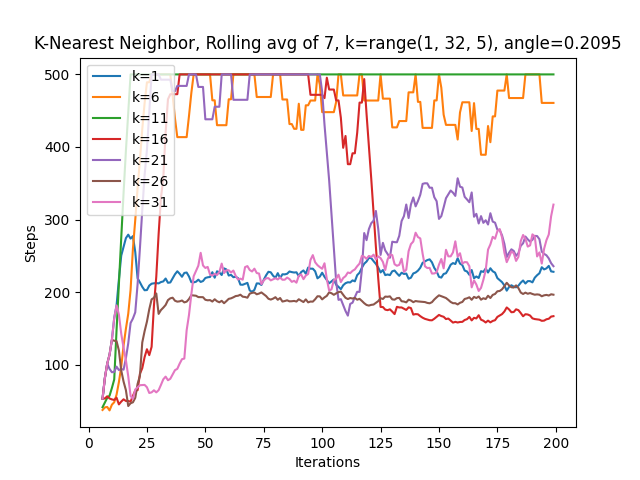 K-Nearest Neighbor, Rolling avg of 7, k=range(1, 32, 5), angle=0.2095
k=1
k=6
k=11
k=16
k=21
k=26
k=31
500
400
300
200
100
Steps
0 25 50 75 100 125 150 175 200
Iterations